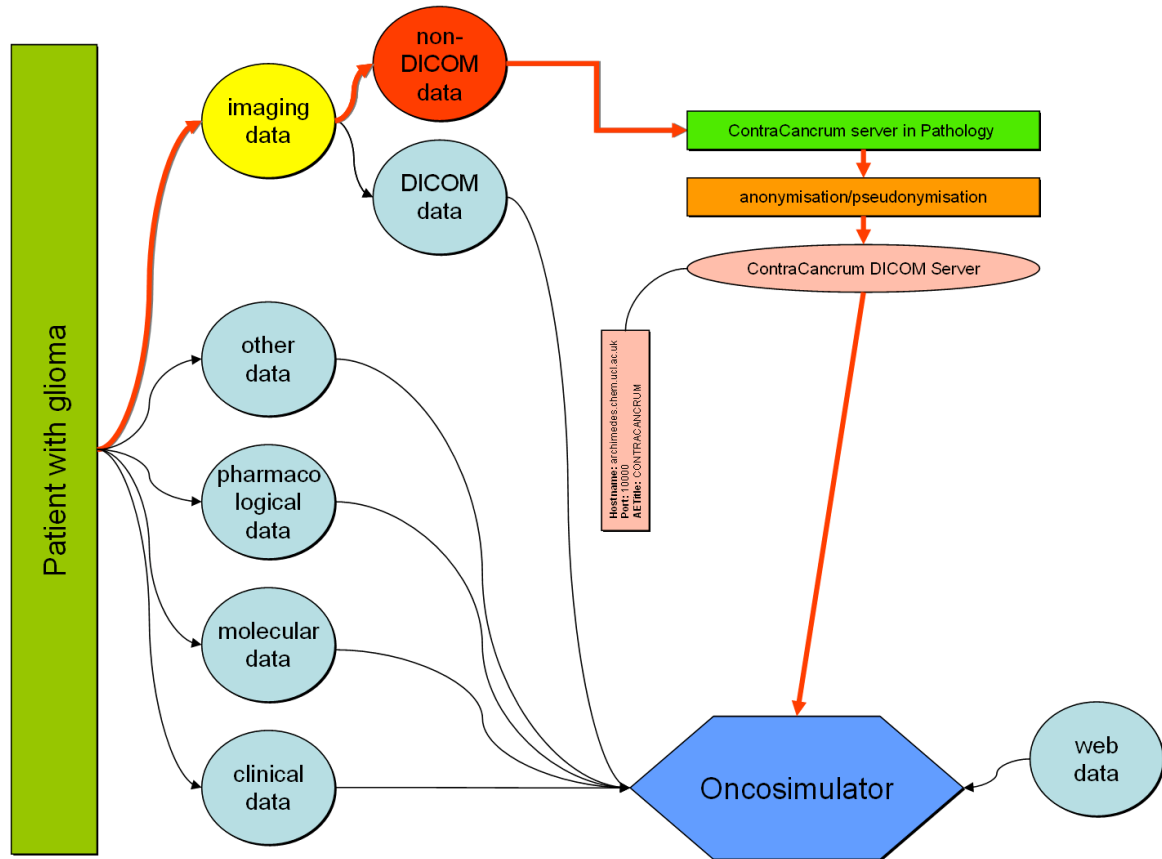 Patient with glioma
imaging
data
non-
DICOM
data
DICOM
data
other
data
pharmaco
logical
data
molecular
data
clinical
data
ContraCancrum server in Pathology
anonymisation/pseudonymisation
ContraCancrum DICOM Server
Hostname: archimedes.chem.ucl.ac.uk
Port: 10000
AETitle: CONTRACANCRUM
Oncosimulator
web
data